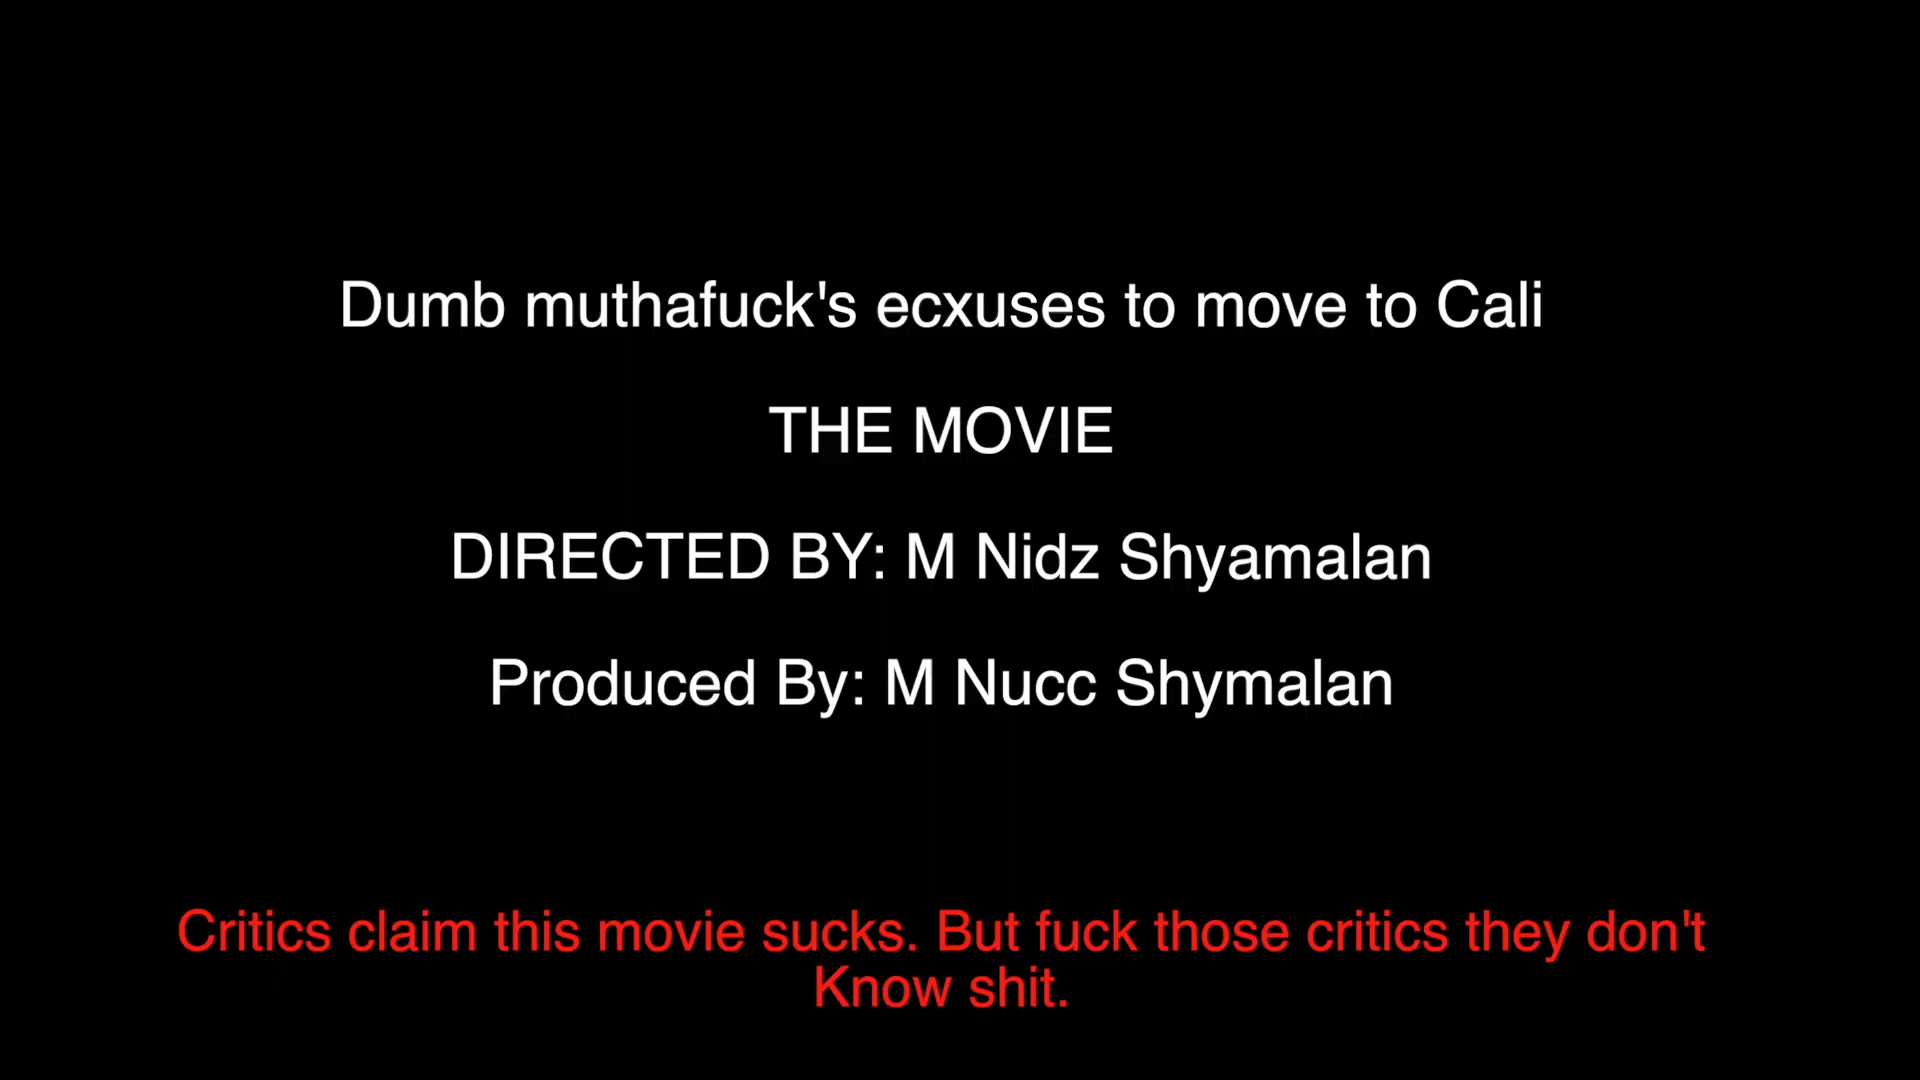 Dumb muthafuck's ecxuses to move to Cali
THE MOVIE
DIRECTED BY: M Nidz Shyamalan
Produced By: M Nucc Shymalan
Critics claim this movie sucks. But fuck those critics they don't
Know shit.